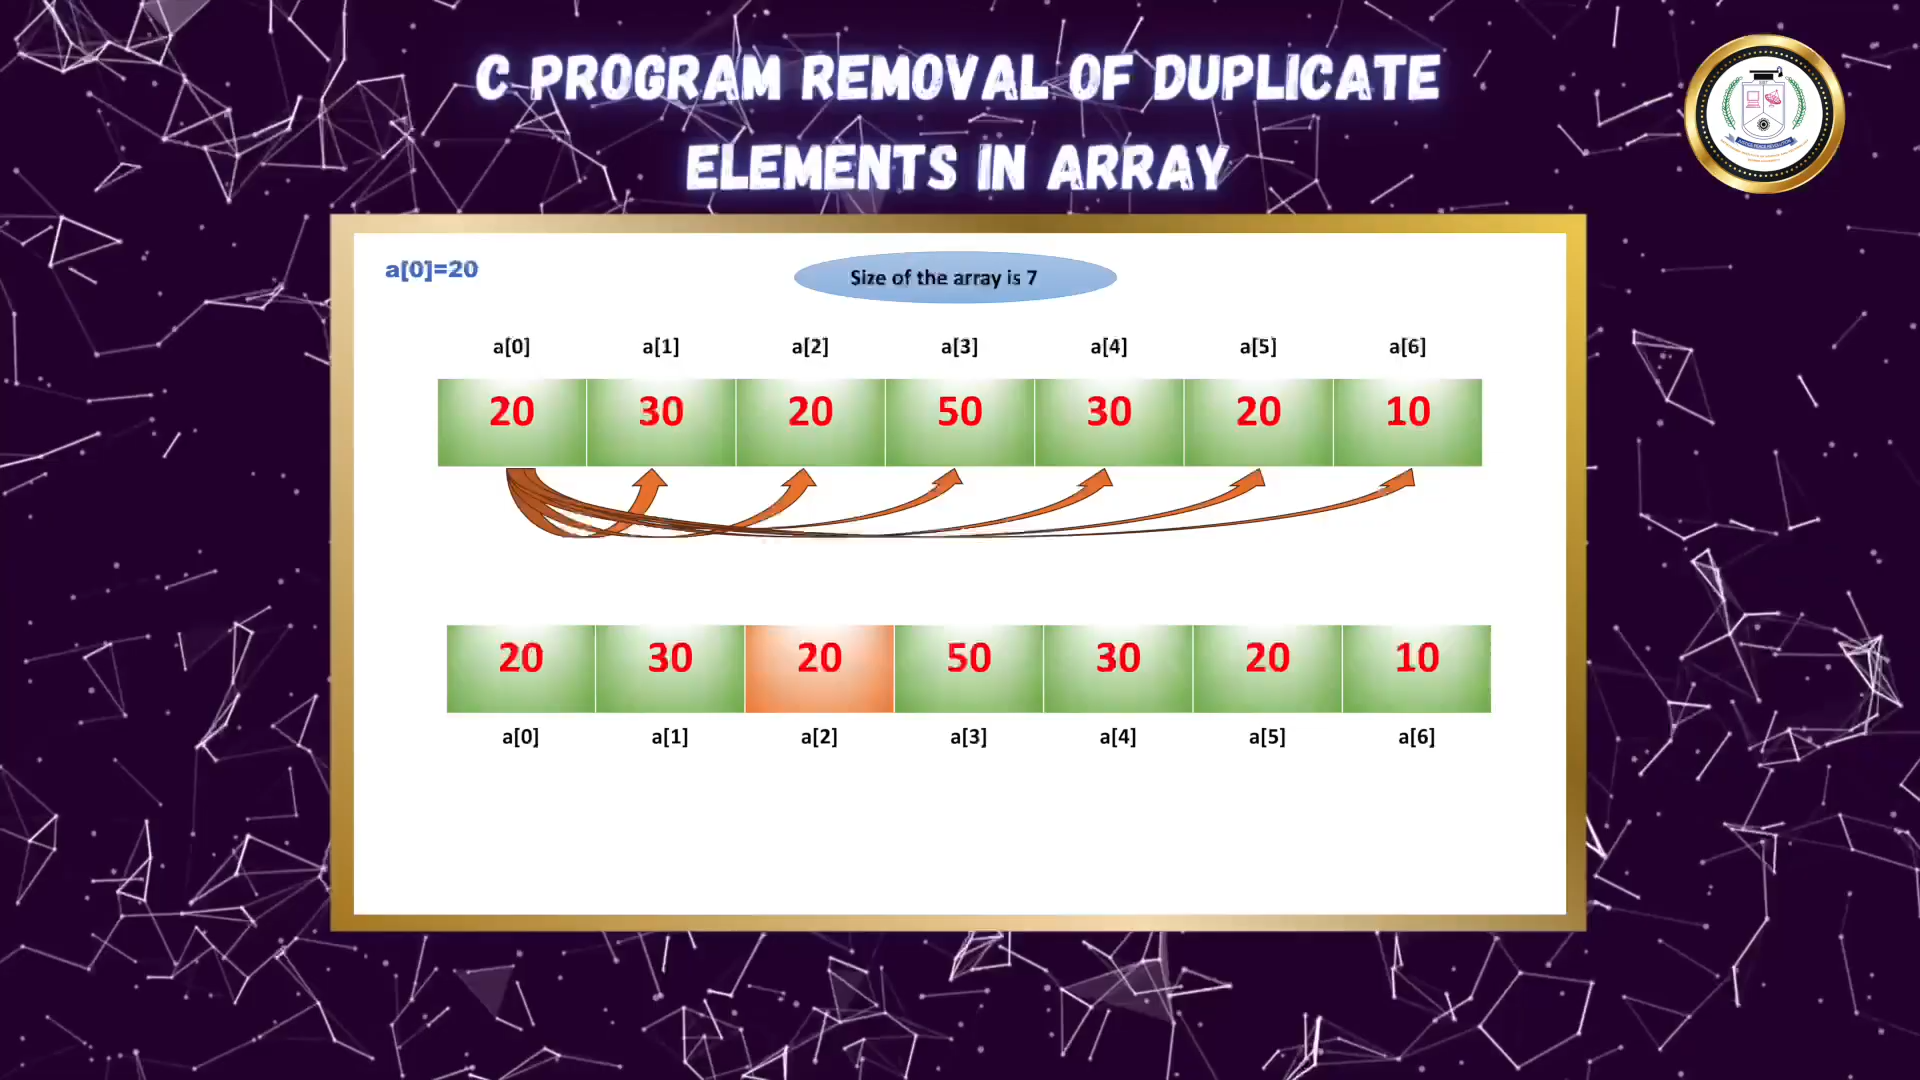 C PROGRAM REMOVAL OF DUPLICATE
ELEMENTS IN ARRAY
a[0]=20
Size of the array is 7
a[0] a[1] a[2] a[3] a[4] a[5] a[6]
20 30 20 50 30 20 10
20 30 20 50 30 20 10
a[0] a[1] a[2] a[3] a[4] a[5] a[6]